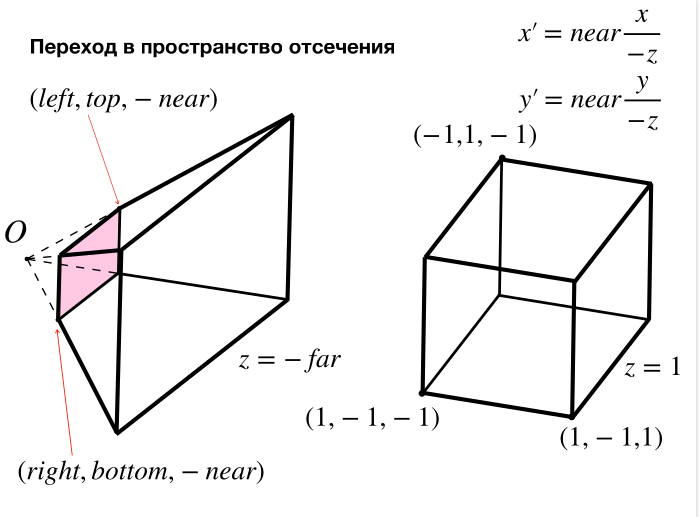 Переход в пространство отсечения
x′ = near x/−z
y′ = near y/−z
(left, top, − near)
(−1,1, − 1)
O
z = − far
z = 1
(1, − 1, − 1)
(1, − 1,1)
(right, bottom, − near)